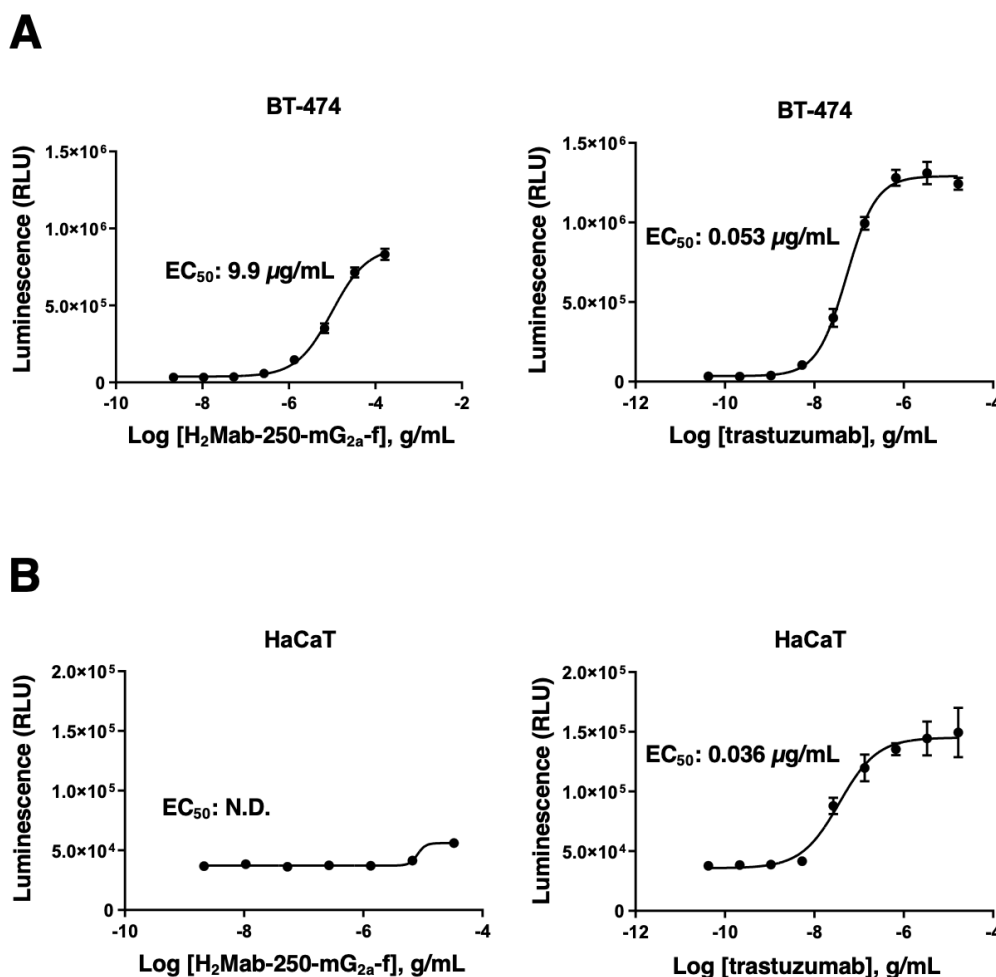 A
BT-474
Luminescence (RLU)
1.5×10⁶
1.0×10⁶
5.0×10⁵
0
EC₅₀: 9.9 µg/mL
-10 -8 -6 -4 -2
Log [H₂Mab-250-mG₂ₐ-f], g/mL
BT-474
Luminescence (RLU)
1.5×10⁶
1.0×10⁶
5.0×10⁵
0
EC₅₀: 0.053 µg/mL
-12 -10 -8 -6 -4
Log [trastuzumab], g/mL
B
HaCaT
Luminescence (RLU)
2.0×10⁵
1.5×10⁵
1.0×10⁵
5.0×10⁴
0
EC₅₀: N.D.
-10 -8 -6 -4
Log [H₂Mab-250-mG₂ₐ-f], g/mL
HaCaT
Luminescence (RLU)
2.0×10⁵
1.5×10⁵
1.0×10⁵
5.0×10⁴
0
EC₅₀: 0.036 µg/mL
-12 -10 -8 -6 -4
Log [trastuzumab], g/mL